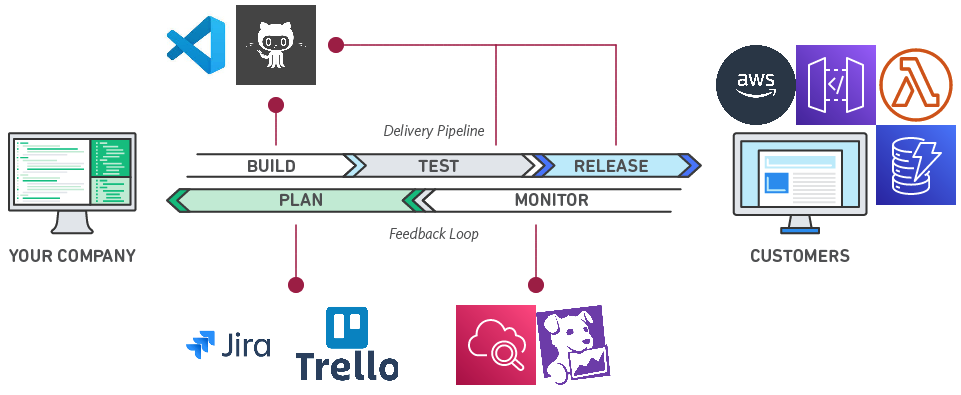 aws
</>
Delivery Pipeline
BUILD
TEST
RELEASE
PLAN
MONITOR
Feedback Loop
YOUR COMPANY
CUSTOMERS
Jira
Trello